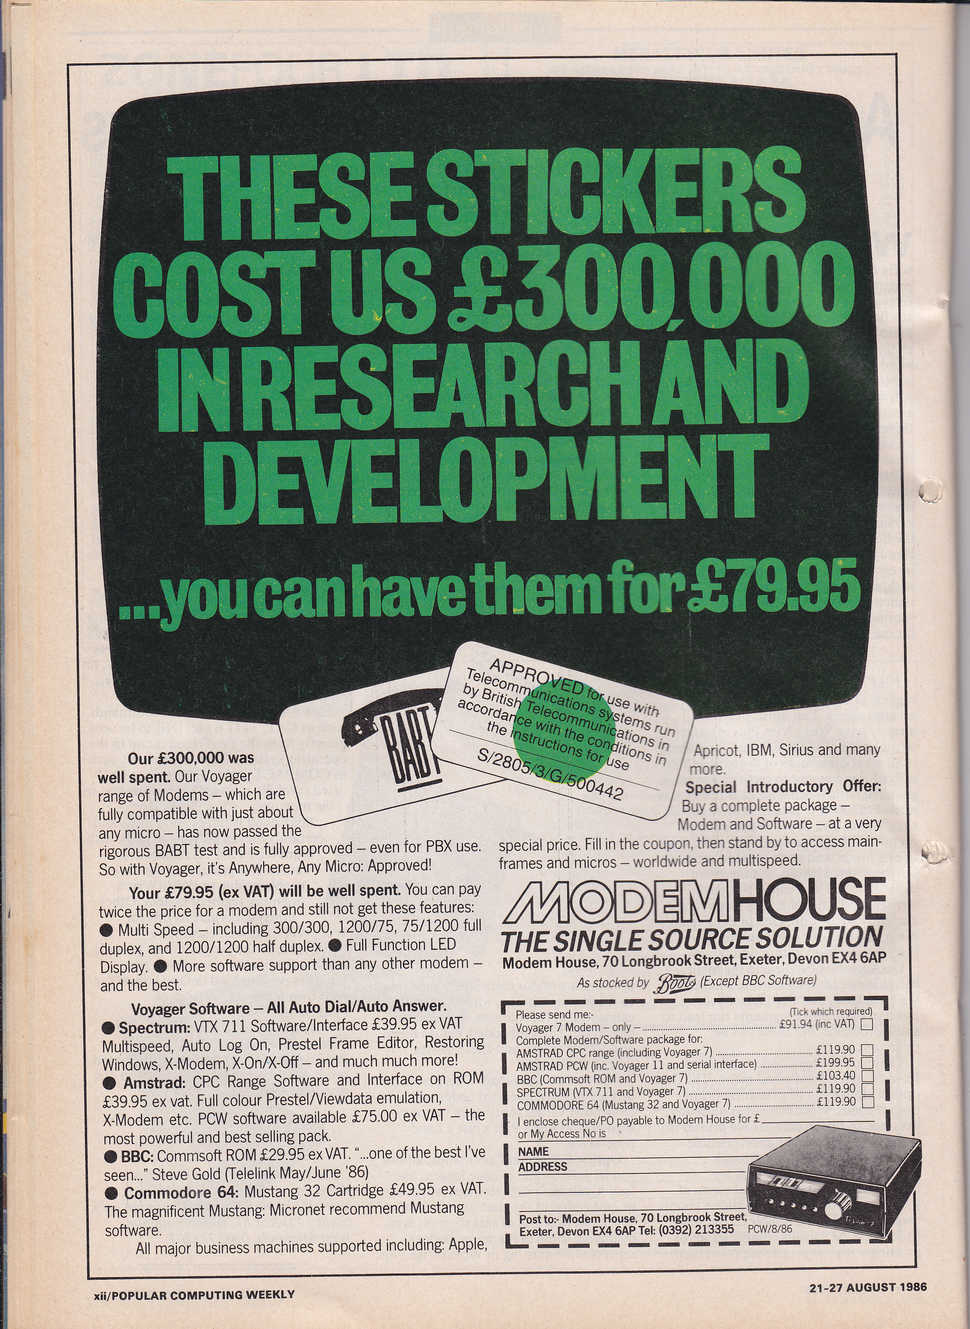 THESE STICKERS
COST US £300,000
IN RESEARCH AND
DEVELOPMENT
...you can have them for £79.95
BABT
APPROVED for use with
Telecommunications systems run
by British Telecommunications in
accordance with the conditions in
the instructions for use
S/2805/3/G/500442
Our £300,000 was
well spent. Our Voyager
range of Modems – which are
fully compatible with just about
any micro – has now passed the
rigorous BABT test and is fully approved – even for PBX use.
So with Voyager, it's Anywhere, Any Micro: Approved!
Your £79.95 (ex VAT) will be well spent. You can pay
twice the price for a modem and still not get these features:
● Multi Speed – including 300/300, 1200/75, 75/1200 full
duplex, and 1200/1200 half duplex. ● Full Function LED
Display. ● More software support than any other modem –
and the best.
Voyager Software – All Auto Dial/Auto Answer.
● Spectrum: VTX 711 Software/Interface £39.95 ex VAT
Multispeed, Auto Log On, Prestel Frame Editor, Restoring
Windows, X-Modem, X-On/X-Off – and much much more!
● Amstrad: CPC Range Software and Interface on ROM
£39.95 ex vat. Full colour Prestel/Viewdata emulation,
X-Modem etc. PCW software available £75.00 ex VAT – the
most powerful and best selling pack.
● BBC: Commsoft ROM £29.95 ex VAT. "...one of the best I've
seen..." Steve Gold (Telelink May/June '86)
● Commodore 64: Mustang 32 Cartridge £49.95 ex VAT.
The magnificent Mustang: Micronet recommend Mustang
software.
All major business machines supported including: Apple,
Apricot, IBM, Sirius and many
more.
Special Introductory Offer:
Buy a complete package –
Modem and Software – at a very
special price. Fill in the coupon, then stand by to access main-
frames and micros – worldwide and multispeed.
MODEM HOUSE
THE SINGLE SOURCE SOLUTION
Modem House, 70 Longbrook Street, Exeter, Devon EX4 6AP
As stocked by Boots (Except BBC Software)
Please send me:- (Tick which required)
Voyager 7 Modem – only – £91.94 (inc VAT)
Complete Modem/Software package for:
AMSTRAD CPC range (including Voyager 7) £119.90
AMSTRAD PCW (inc. Voyager 11 and serial interface) £199.95
BBC (Commsoft ROM and Voyager 7) £103.40
SPECTRUM (VTX 711 and Voyager 7) £119.90
COMMODORE 64 (Mustang 32 and Voyager 7) £119.90
I enclose cheque/PO payable to Modem House for £
or My Access No is
NAME
ADDRESS
Post to:- Modem House, 70 Longbrook Street,
Exeter, Devon EX4 6AP Tel: (0392) 213355 PCW/8/86
xii/POPULAR COMPUTING WEEKLY
21-27 AUGUST 1986